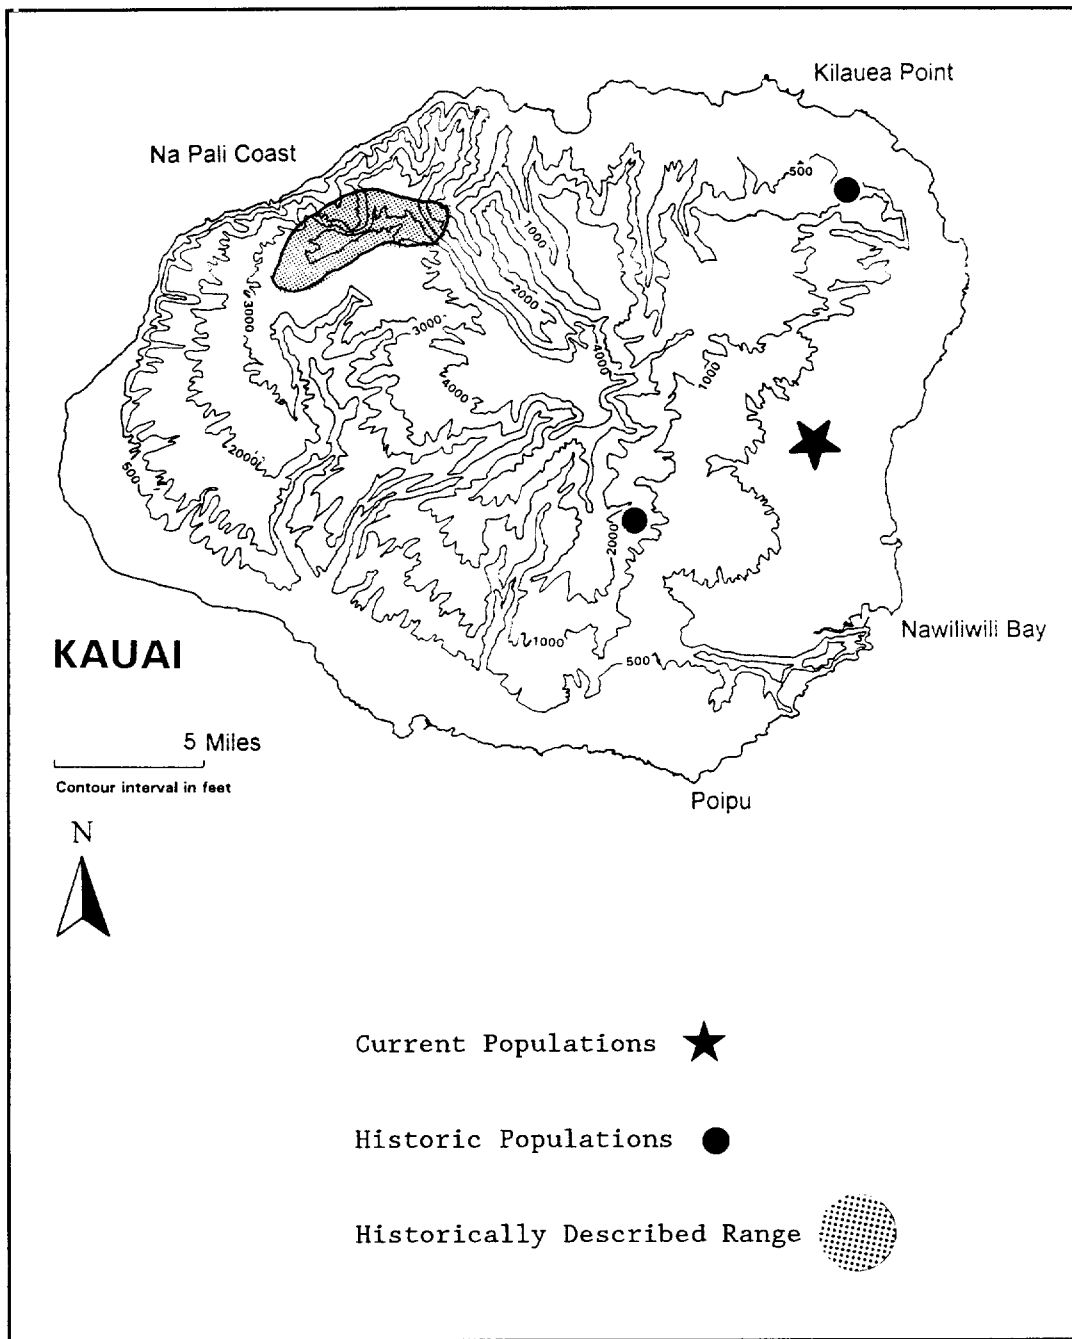 Kilauea Point
Na Pali Coast
500
1000
2000
3000
3000
4000
4000
1000
2000
500
2000
1000
500
Nawiliwili Bay
KAUAI
5 Miles
Contour interval in feet
Poipu
N
Current Populations
Historic Populations
Historically Described Range